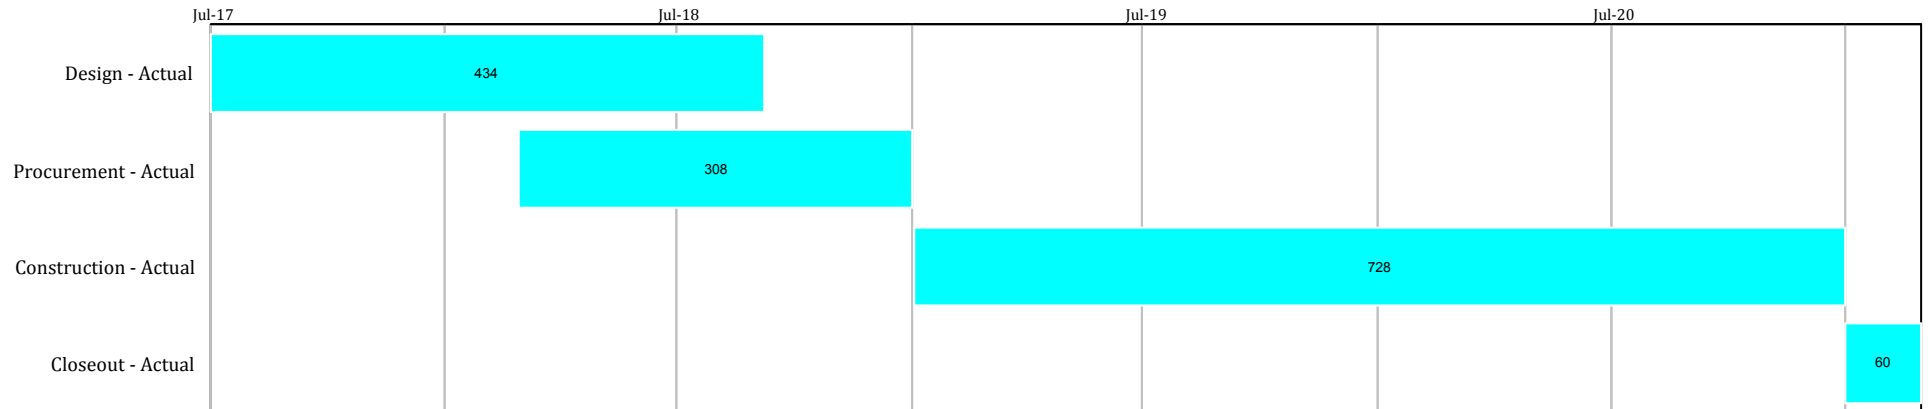 Jul-17 Jul-18 Jul-19 Jul-20
Design - Actual 434
Procurement - Actual 308
Construction - Actual 728
Closeout - Actual 60